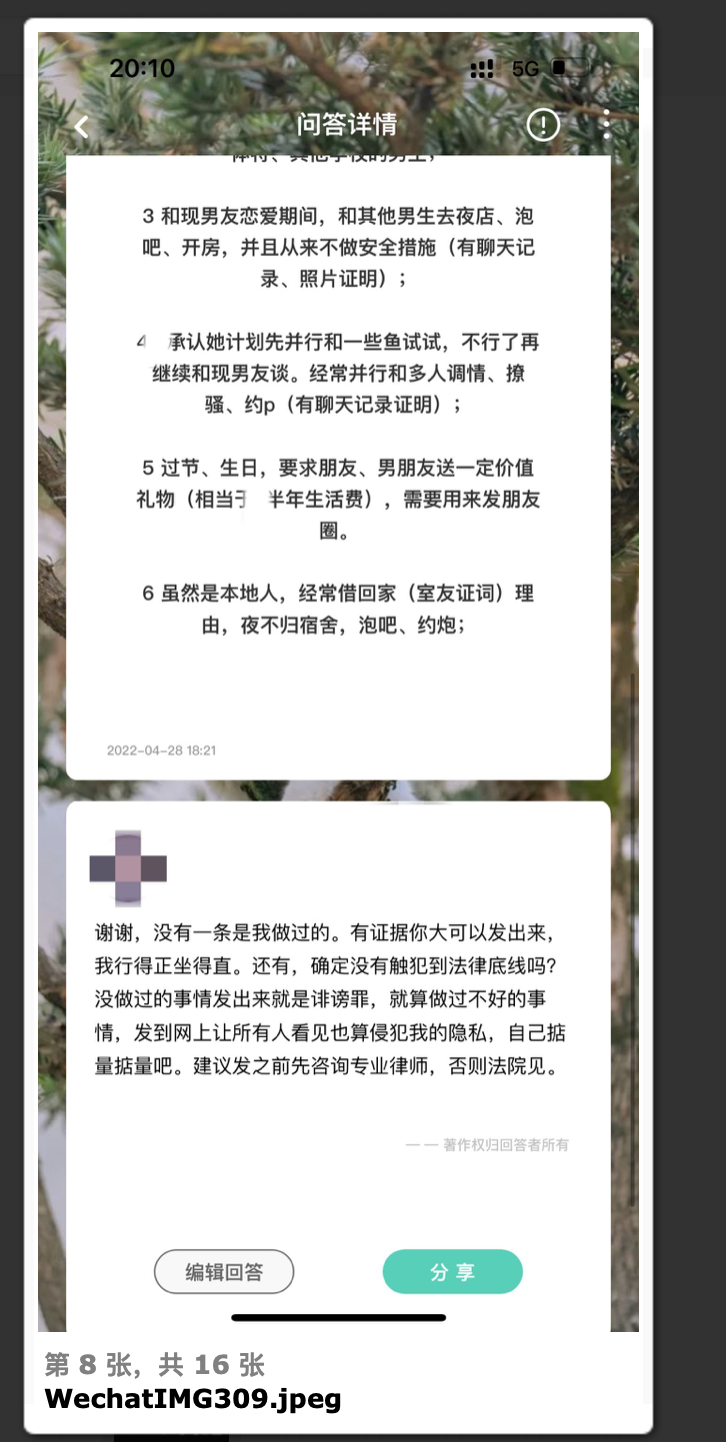 20:10
5G
问答详情
3 和现男友恋爱期间，和其他男生去夜店、泡
吧、开房，并且从来不做安全措施（有聊天记
录、照片证明）；
承认她计划先并行和一些鱼试试，不行了再
继续和现男友谈。经常并行和多人调情、撩
骚、约p（有聊天记录证明）；
5 过节、生日，要求朋友、男朋友送一定价值
礼物（相当于 半年生活费），需要用来发朋友
圈。
6 虽然是本地人，经常借回家（室友证词）理
由，夜不归宿舍，泡吧、约炮；
2022-04-28 18:21
谢谢，没有一条是我做过的。有证据你大可以发出来，
我行得正坐得直。还有，确定没有触犯到法律底线吗？
没做过的事情发出来就是诽谤罪，就算做过不好的事
情，发到网上让所有人看见也算侵犯我的隐私，自己掂
量掂量吧。建议发之前先咨询专业律师，否则法院见。
— — 著作权归回答者所有
编辑回答
分 享
第 8 张，共 16 张
WechatIMG309.jpeg